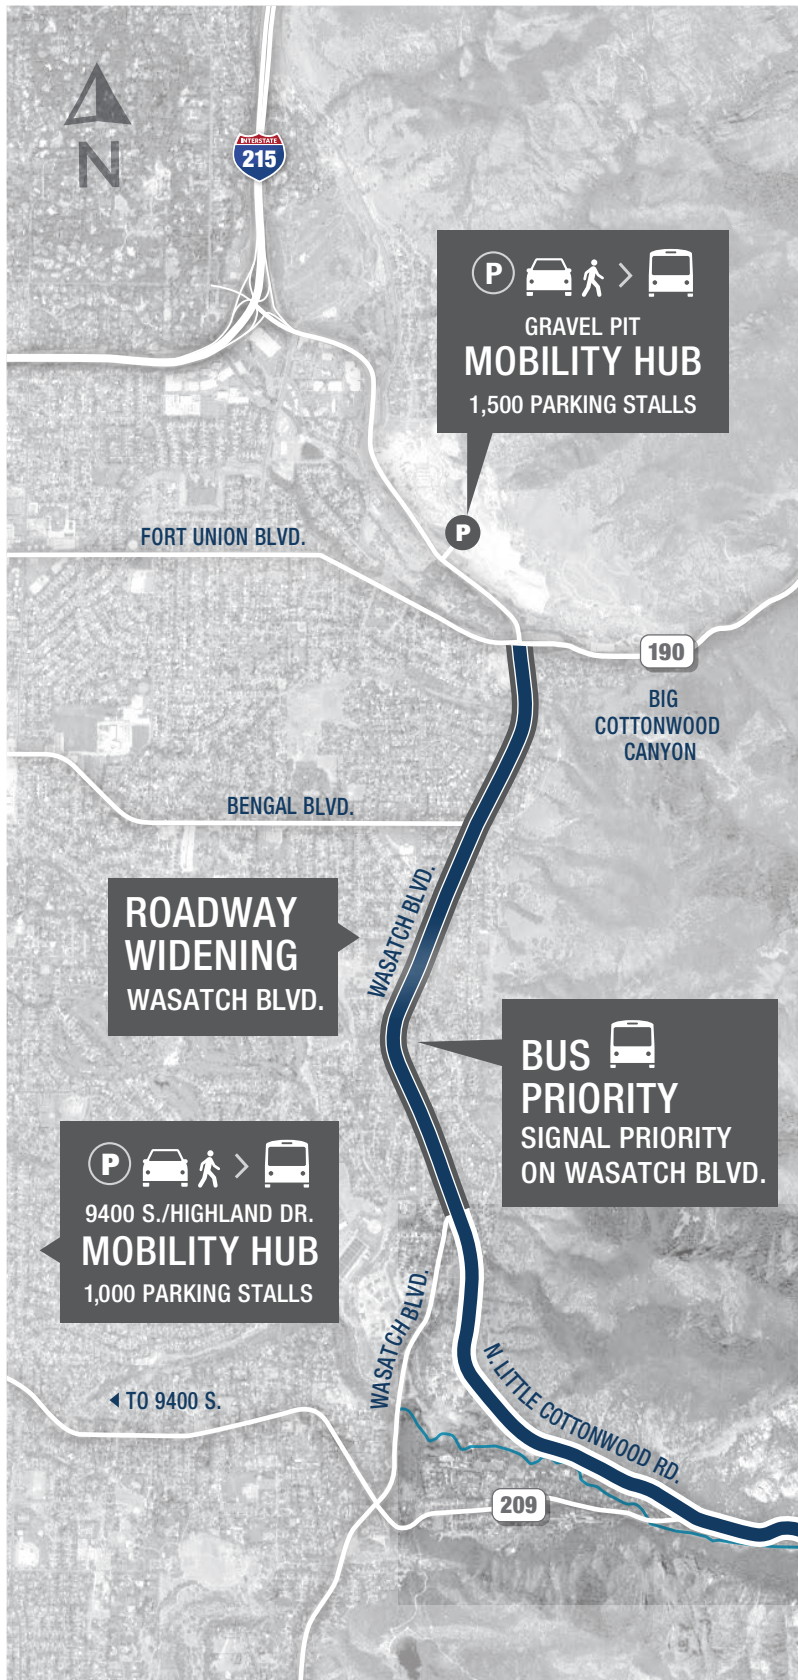 N
INTERSTATE
215
P
GRAVEL PIT
MOBILITY HUB
1,500 PARKING STALLS
P
FORT UNION BLVD.
190
BIG
COTTONWOOD
CANYON
BENGAL BLVD.
WASATCH BLVD.
ROADWAY
WIDENING
WASATCH BLVD.
BUS
PRIORITY
SIGNAL PRIORITY
ON WASATCH BLVD.
P
9400 S./HIGHLAND DR.
MOBILITY HUB
1,000 PARKING STALLS
WASATCH BLVD.
N. LITTLE COTTONWOOD RD.
TO 9400 S.
209